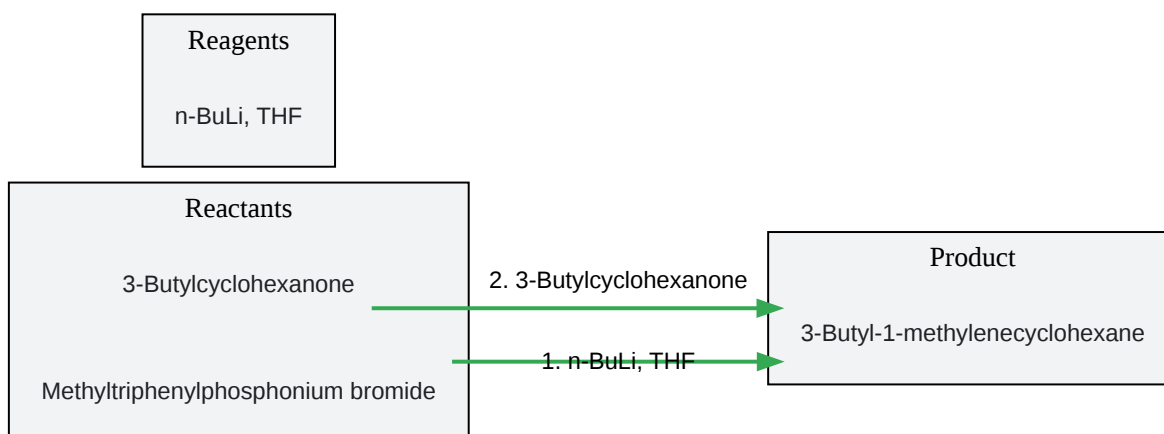 Reagents
n-BuLi, THF
Reactants
3-Butylcyclohexanone
Methyltriphenylphosphonium bromide
2. 3-Butylcyclohexanone
1. n-BuLi, THF
Product
3-Butyl-1-methylenecyclohexane